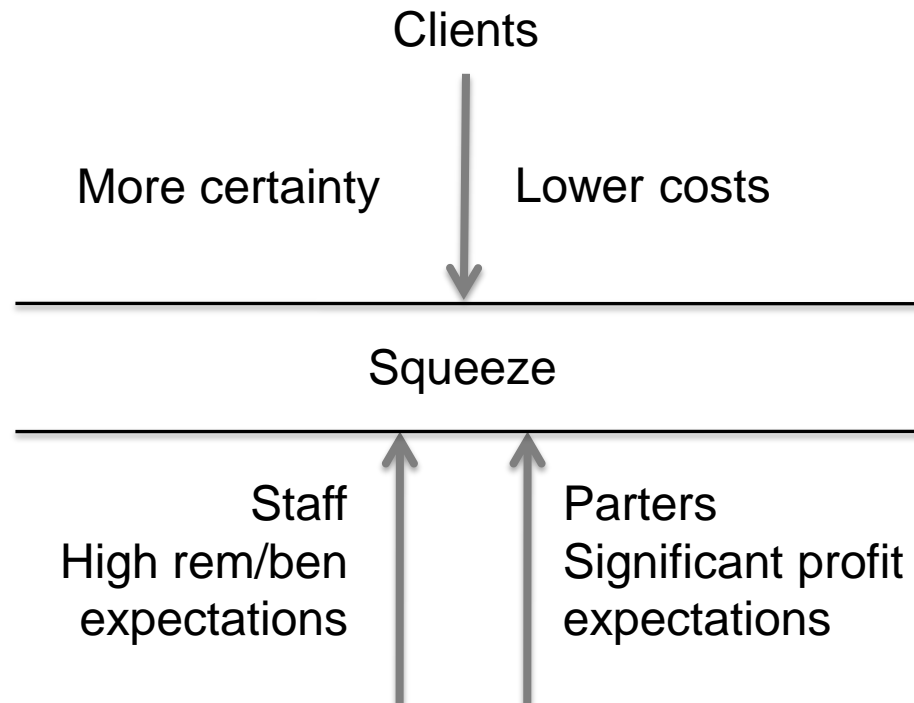 Clients
More certainty
Lower costs
Squeeze
Staff
High rem/ben
expectations
Parters
Significant profit
expectations